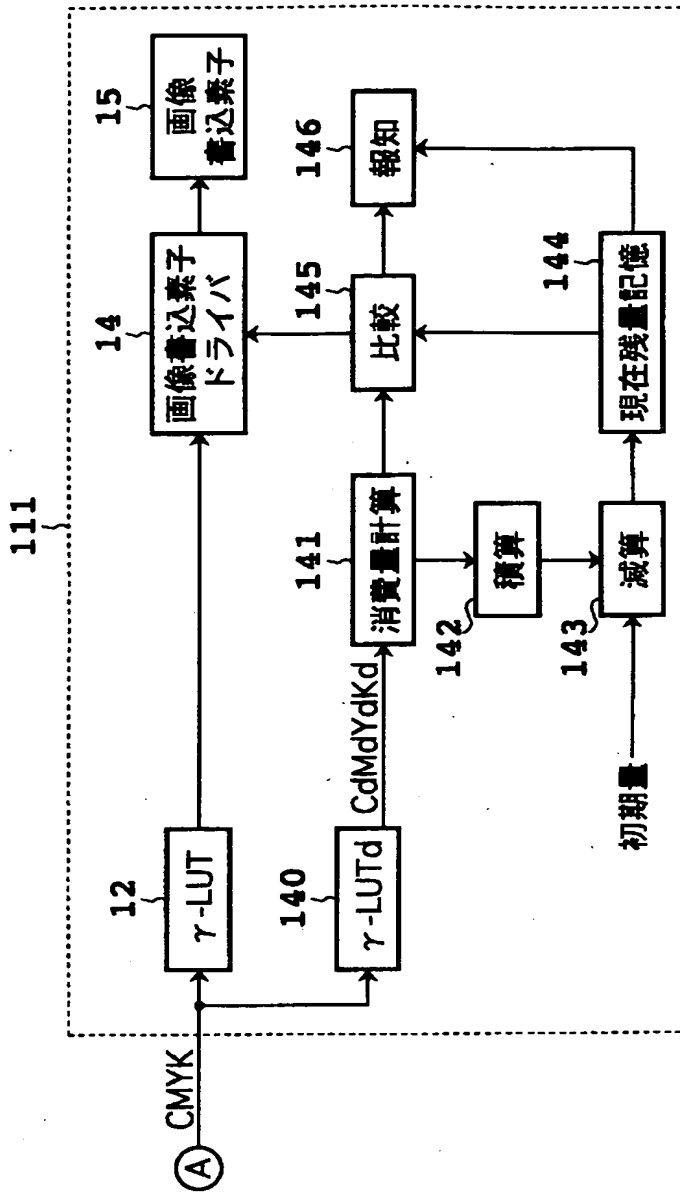 111
A
CMYK
12
γ-LUT
14
画像書込素子
ドライバ
15
画像
書込素子
140
γ-LUTd
CdMdYdKd
141
消費量計算
145
比較
146
報知
142
積算
初期量
143
減算
144
現在残量記憶